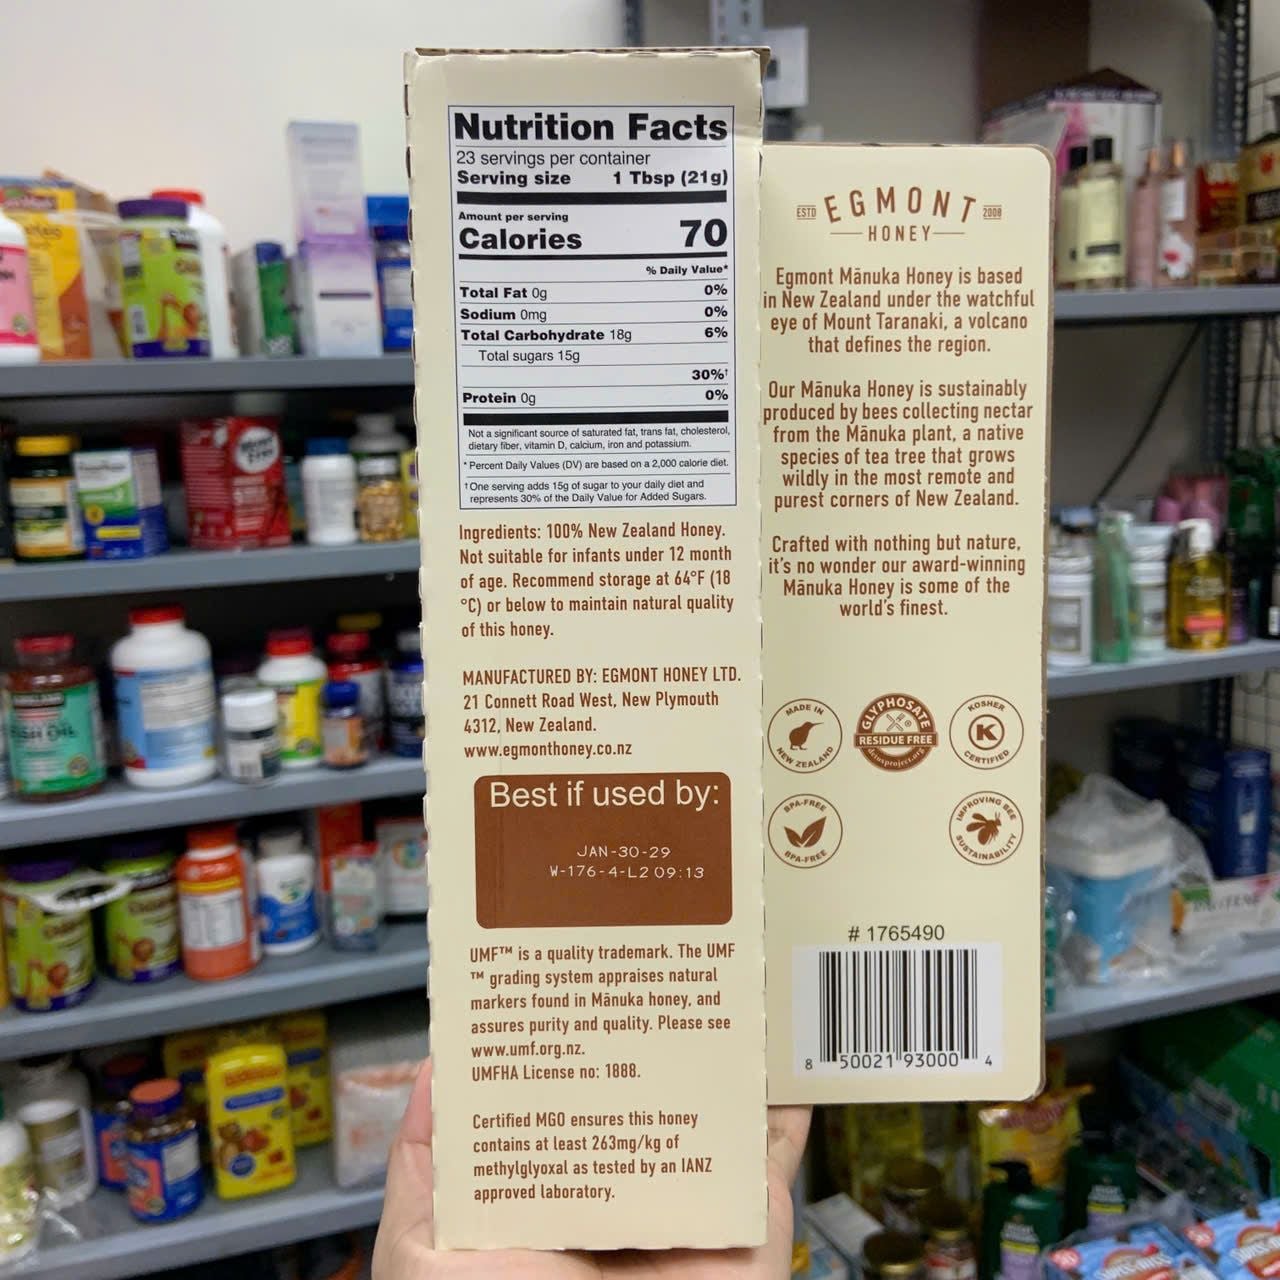 Nutrition Facts
23 servings per container
Serving size 1 Tbsp (21g)
Amount per serving
Calories 70
% Daily Value*
Total Fat 0g 0%
Sodium 0mg 0%
Total Carbohydrate 18g 6%
Total sugars 15g
30%†
Protein 0g 0%
Not a significant source of saturated fat, trans fat, cholesterol,
dietary fiber, vitamin D, calcium, iron and potassium.
* Percent Daily Values (DV) are based on a 2,000 calorie diet.
† One serving adds 15g of sugar to your daily diet and
represents 30% of the Daily Value for Added Sugars.
Ingredients: 100% New Zealand Honey.
Not suitable for infants under 12 month
of age. Recommend storage at 64°F (18
°C) or below to maintain natural quality
of this honey.
MANUFACTURED BY: EGMONT HONEY LTD.
21 Connett Road West, New Plymouth
4312, New Zealand.
www.egmonthoney.co.nz
Best if used by:
JAN-30-29
W-176-4-L2 09:13
UMF™ is a quality trademark. The UMF
™ grading system appraises natural
markers found in Mānuka honey, and
assures purity and quality. Please see
www.umf.org.nz.
UMFHA License no: 1888.
Certified MGO ensures this honey
contains at least 263mg/kg of
methylglyoxal as tested by an IANZ
approved laboratory.
ESTD EGMONT 2008
HONEY
Egmont Mānuka Honey is based
in New Zealand under the watchful
eye of Mount Taranaki, a volcano
that defines the region.
Our Mānuka Honey is sustainably
produced by bees collecting nectar
from the Mānuka plant, a native
species of tea tree that grows
wildly in the most remote and
purest corners of New Zealand.
Crafted with nothing but nature,
it's no wonder our award-winning
Mānuka Honey is some of the
world's finest.
MADE IN
NEW ZEALAND
GLYPHOSATE
RESIDUE FREE
detoxproject.org
KOSHER
K
CERTIFIED
BPA-FREE
BPA-FREE
IMPROVING BEE
SUSTAINABILITY
# 1765490
8 50021 93000 4